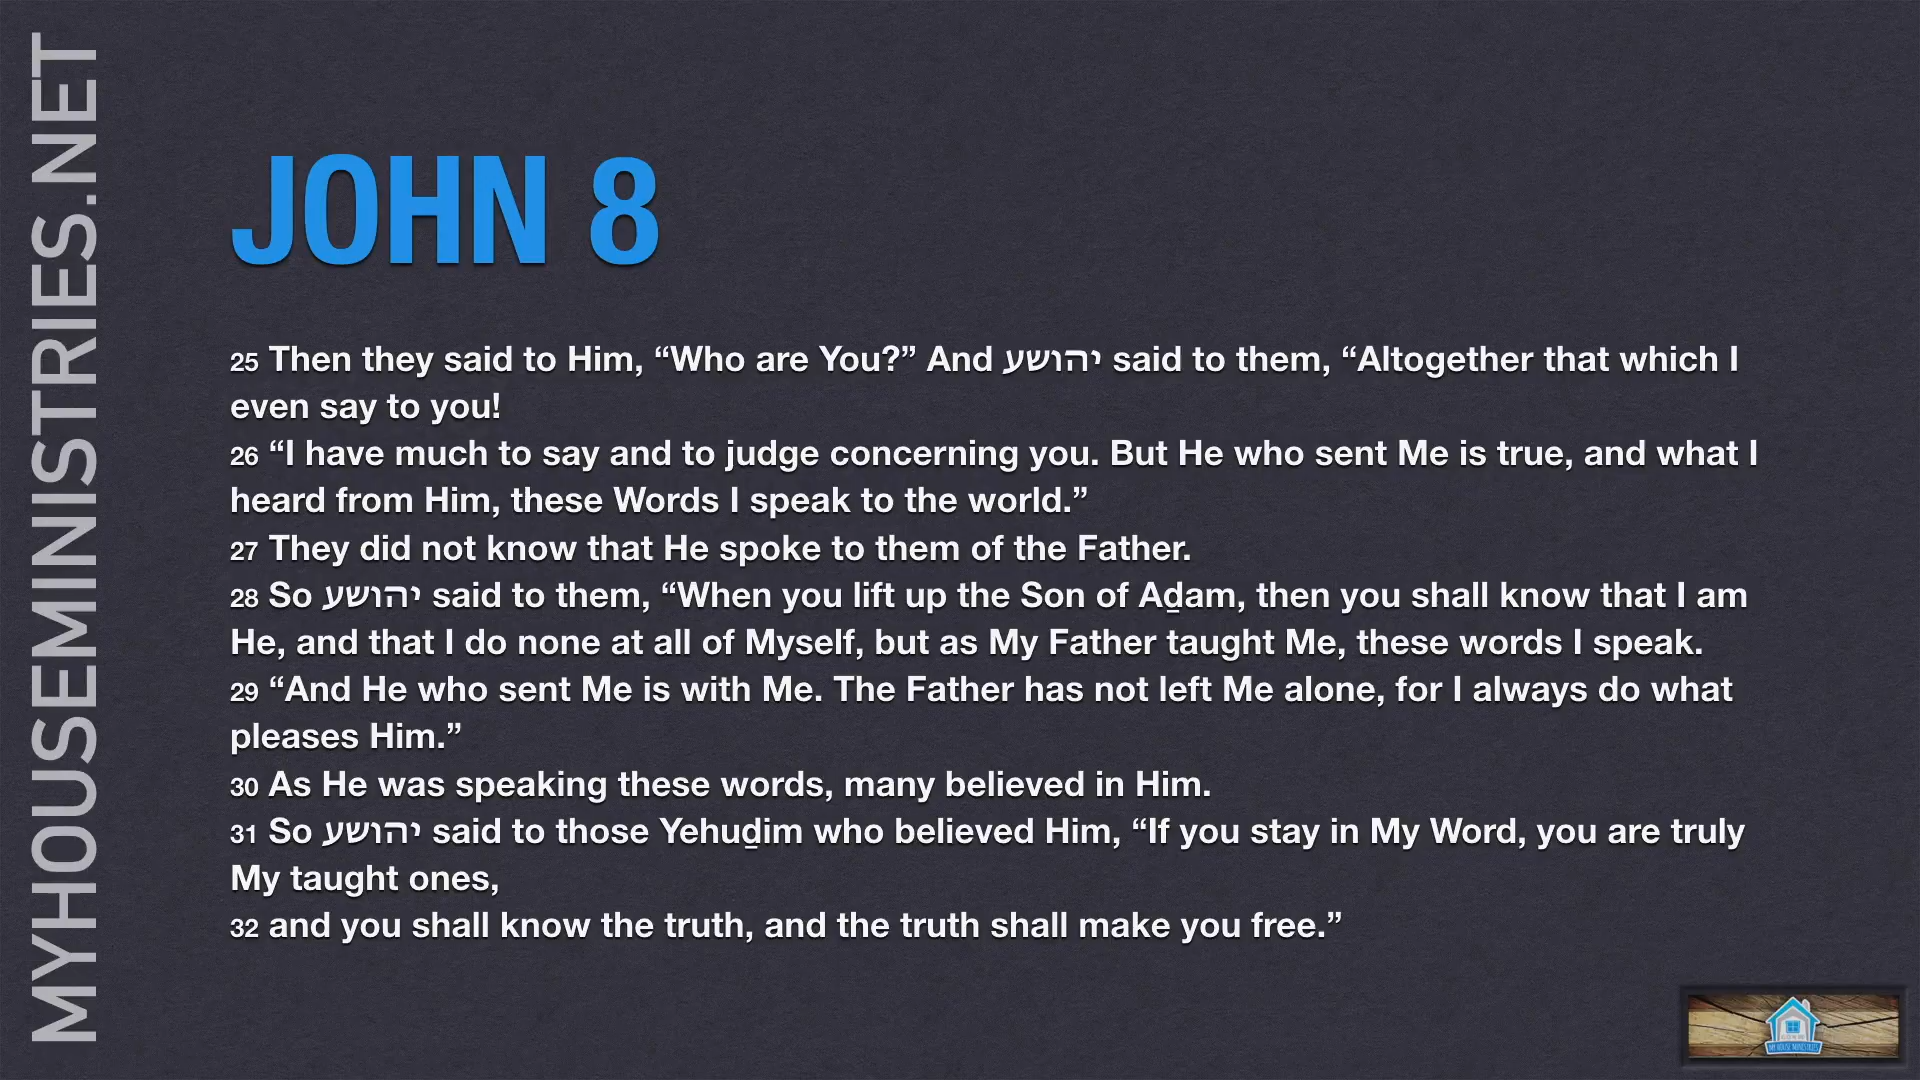 MYHOUSEMINISTRIES.NET
JOHN 8
25 Then they said to Him, “Who are You?” And יהושע said to them, “Altogether that which I
even say to you!
26 “I have much to say and to judge concerning you. But He who sent Me is true, and what I
heard from Him, these Words I speak to the world.”
27 They did not know that He spoke to them of the Father.
28 So יהושע said to them, “When you lift up the Son of Aḏam, then you shall know that I am
He, and that I do none at all of Myself, but as My Father taught Me, these words I speak.
29 “And He who sent Me is with Me. The Father has not left Me alone, for I always do what
pleases Him.”
30 As He was speaking these words, many believed in Him.
31 So יהושע said to those Yehuḏim who believed Him, “If you stay in My Word, you are truly
My taught ones,
32 and you shall know the truth, and the truth shall make you free.”
MY HOUSE MINISTRIES